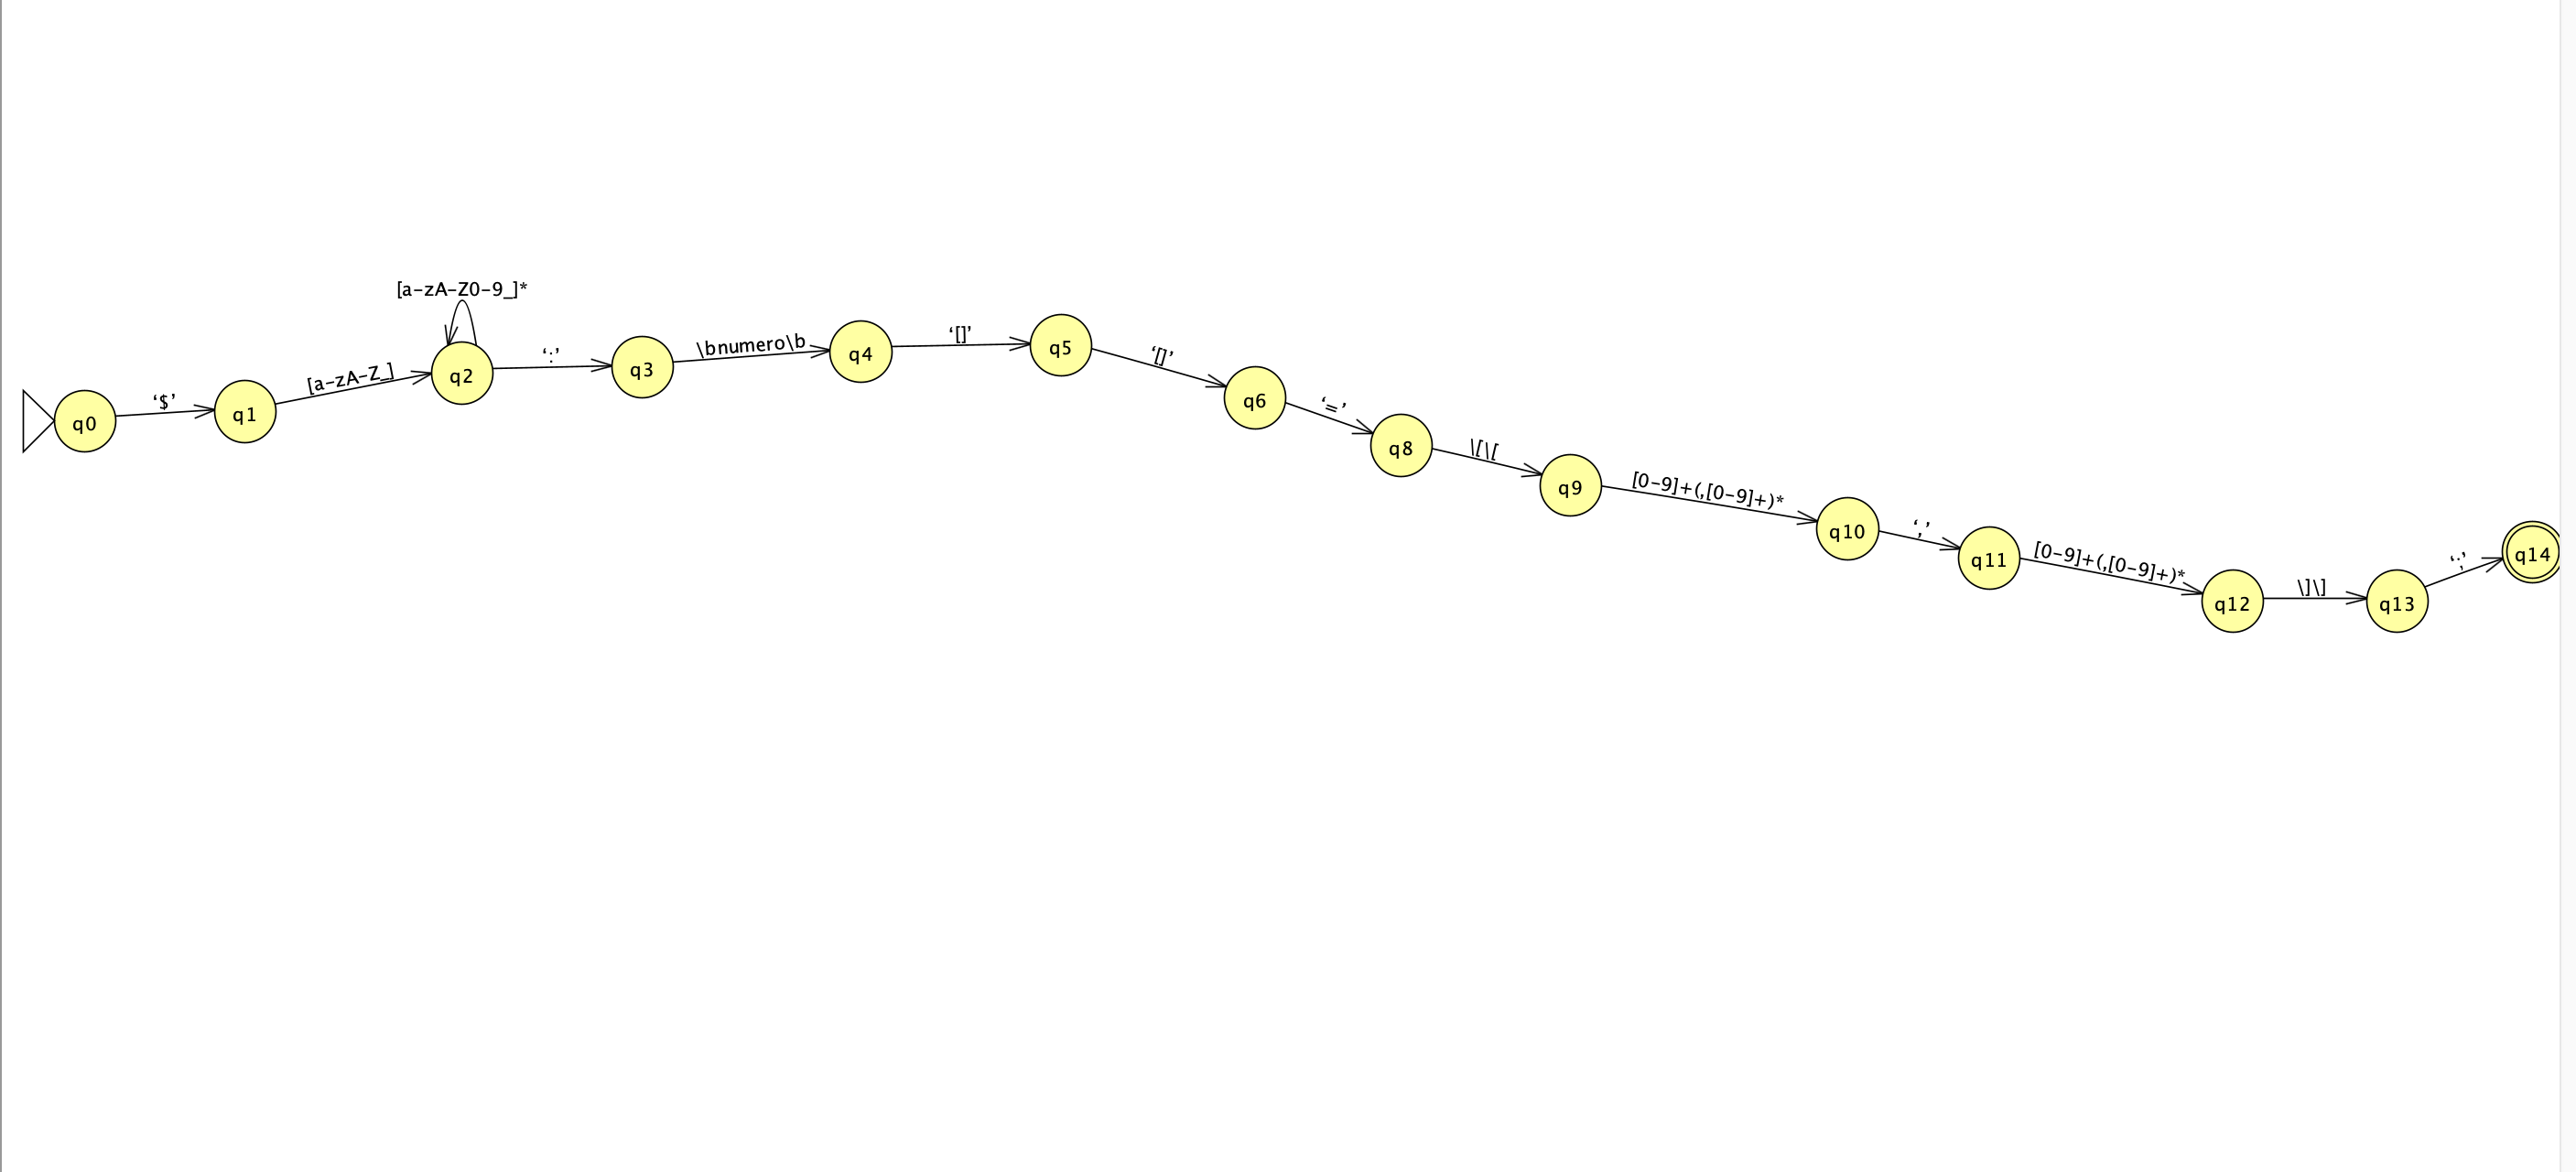 [a-zA-Z0-9_]*
q0
‘$’
q1
[a-zA-Z_]
q2
‘:’
q3
\bnumero\b
q4
‘[]’
q5
‘[]’
q6
‘=’
q8
\[\[
q9
[0-9]+(,[0-9]+)*
q10
‘,’
q11
[0-9]+(,[0-9]+)*
q12
\]\]
q13
‘;’
q14